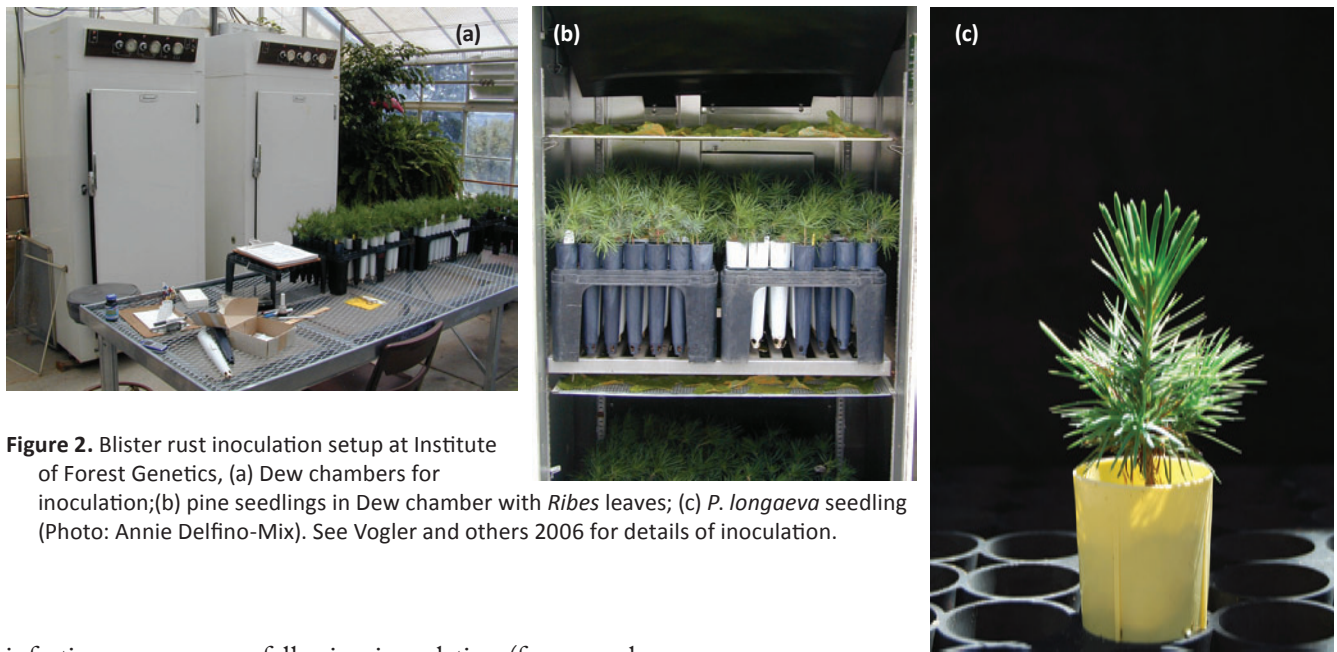 (a)
(b)
(c)
Figure 2. Blister rust inoculation setup at Institute
of Forest Genetics, (a) Dew chambers for
inoculation;(b) pine seedlings in Dew chamber with Ribes leaves; (c) P. longaeva seedling
(Photo: Annie Delfino-Mix). See Vogler and others 2006 for details of inoculation.